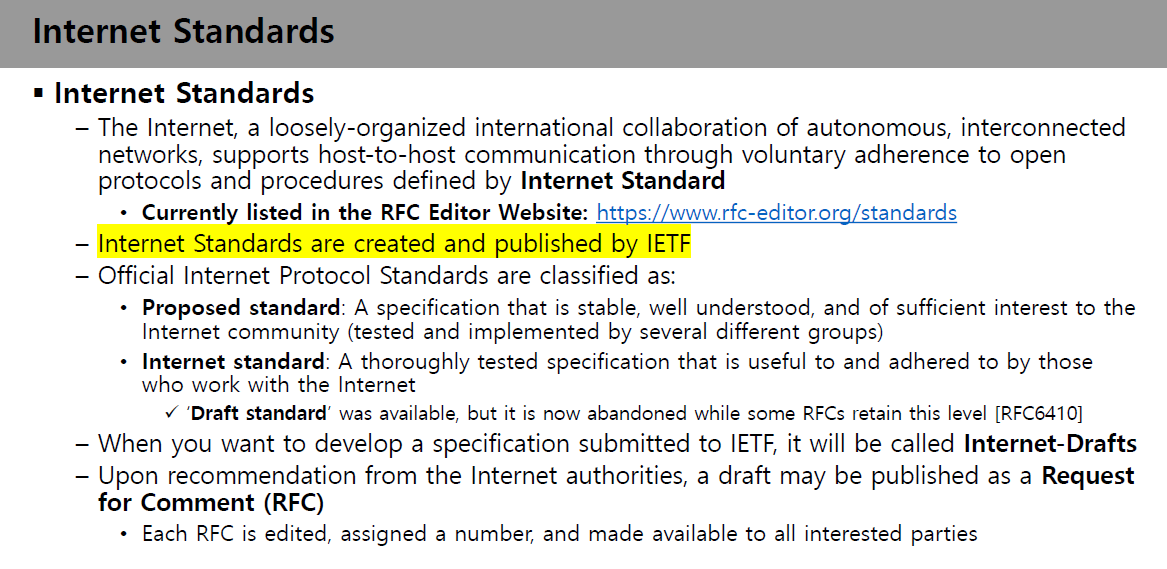 Internet Standards
▪ Internet Standards
– The Internet, a loosely-organized international collaboration of autonomous, interconnected
networks, supports host-to-host communication through voluntary adherence to open
protocols and procedures defined by Internet Standard
• Currently listed in the RFC Editor Website: https://www.rfc-editor.org/standards
– Internet Standards are created and published by IETF
– Official Internet Protocol Standards are classified as:
• Proposed standard: A specification that is stable, well understood, and of sufficient interest to the
Internet community (tested and implemented by several different groups)
• Internet standard: A thoroughly tested specification that is useful to and adhered to by those
who work with the Internet
✓ ‘Draft standard’ was available, but it is now abandoned while some RFCs retain this level [RFC6410]
– When you want to develop a specification submitted to IETF, it will be called Internet-Drafts
– Upon recommendation from the Internet authorities, a draft may be published as a Request
for Comment (RFC)
• Each RFC is edited, assigned a number, and made available to all interested parties